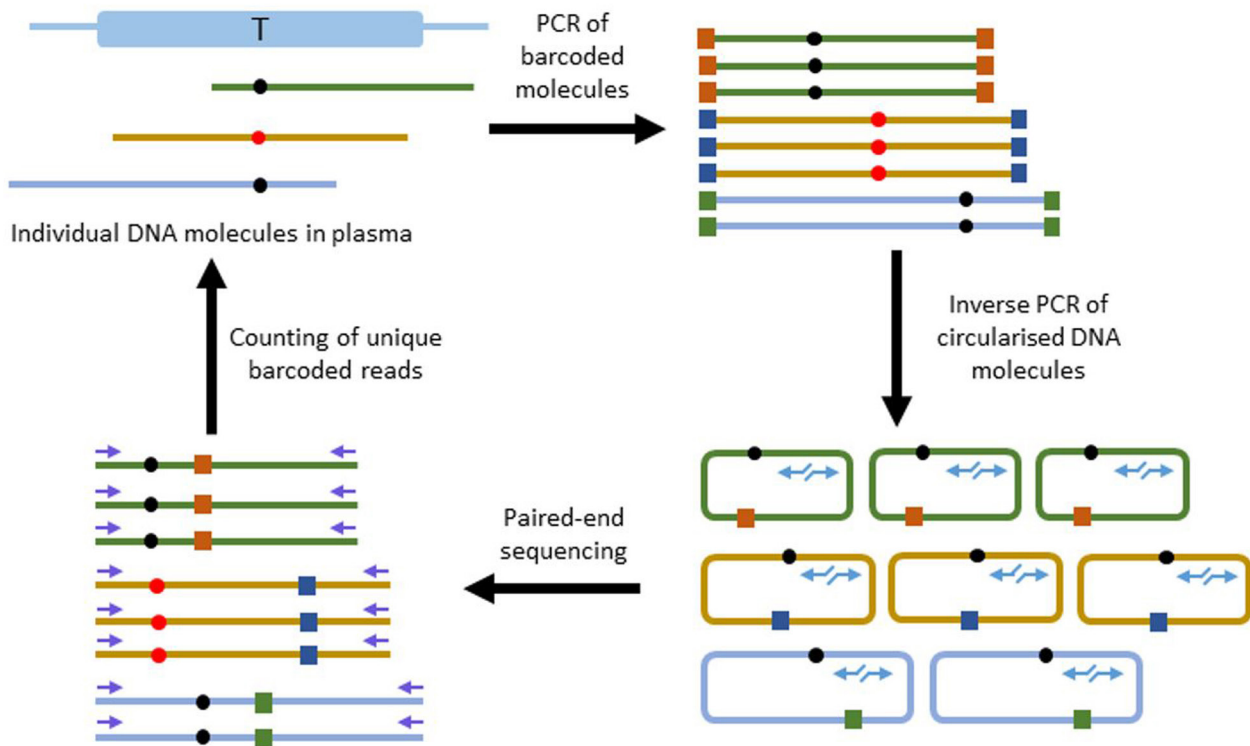 T
PCR of
barcoded
molecules
Individual DNA molecules in plasma
Inverse PCR of
circularised DNA
molecules
Counting of unique
barcoded reads
Paired-end
sequencing